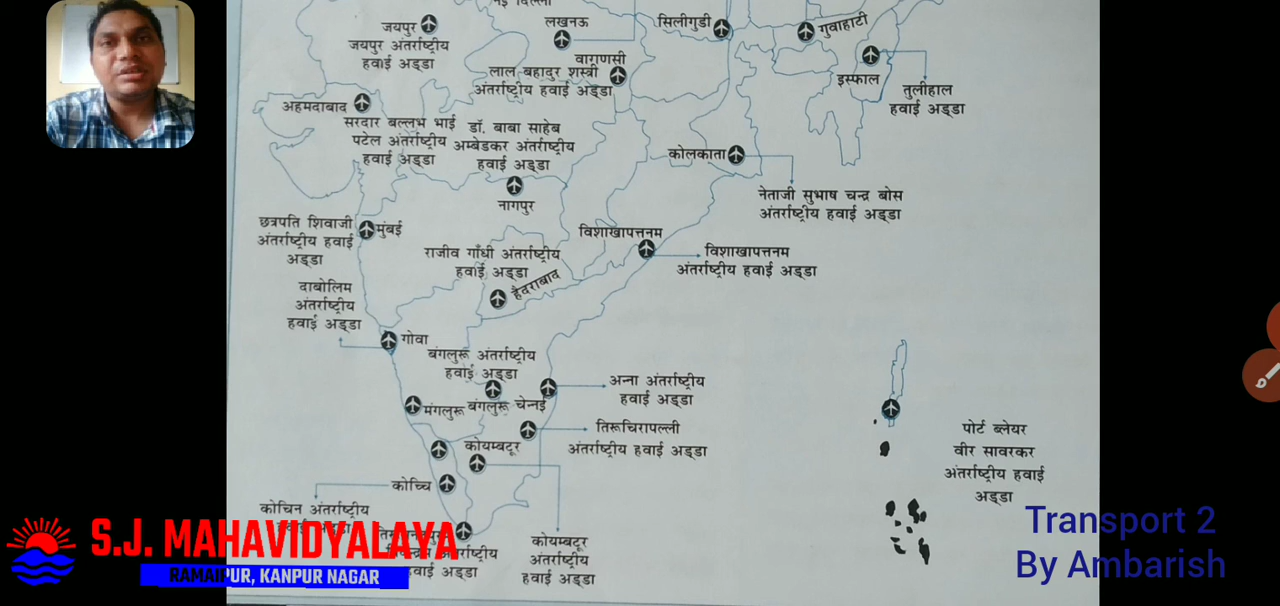 नई दिल्ली
जयपुर
जयपुर अंतर्राष्ट्रीय
हवाई अड्डा
लखनऊ
सिलीगुड़ी
गुवाहाटी
वाराणसी
लाल बहादुर शस्त्री
अंतर्राष्ट्रीय हवाई अड्डा
इम्फाल
तुलीहाल
हवाई अड्डा
अहमदाबाद
सरदार बल्लभ भाई
पटेल अंतर्राष्ट्रीय
हवाई अड्डा
डॉ. बाबा साहेब
अम्बेडकर अंतर्राष्ट्रीय
हवाई अड्डा
नागपुर
कोलकाता
नेताजी सुभाष चन्द्र बोस
अंतर्राष्ट्रीय हवाई अड्डा
छत्रपति शिवाजी
अंतर्राष्ट्रीय हवाई
अड्डा
मुंबई
विशाखापत्तनम
विशाखापत्तनम
अंतर्राष्ट्रीय हवाई अड्डा
राजीव गाँधी अंतर्राष्ट्रीय
हवाई अड्डा
हैदराबाद
दाबोलिम
अंतर्राष्ट्रीय
हवाई अड्डा
गोवा
बंगलुरू अंतर्राष्ट्रीय
हवाई अड्डा
मंगलुरू
बंगलुरू
चेन्नई
अन्ना अंतर्राष्ट्रीय
हवाई अड्डा
तिरूचिरापल्ली
अंतर्राष्ट्रीय हवाई अड्डा
कोयम्बटूर
पोर्ट ब्लेयर
वीर सावरकर
अंतर्राष्ट्रीय हवाई
अड्डा
कोच्चि
कोचिन अंतर्राष्ट्रीय
हवाई अड्डा
कोयम्बटूर
अंतर्राष्ट्रीय
हवाई अड्डा
S.J. MAHAVIDYALAYA
RAMAIPUR, KANPUR NAGAR
Transport 2
By Ambarish